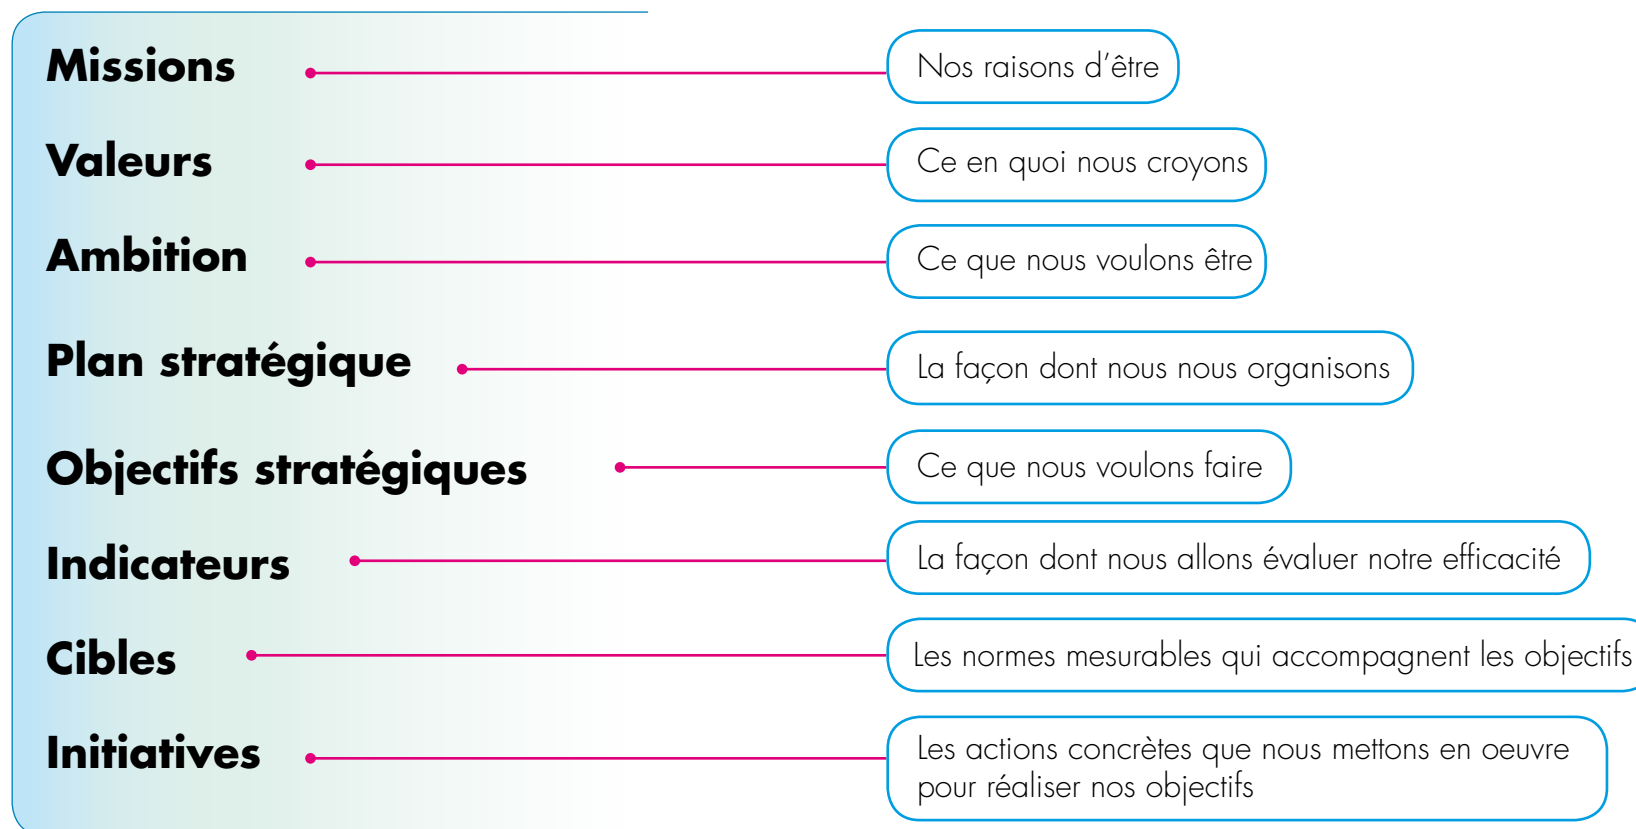 Missions
Nos raisons d'être
Valeurs
Ce en quoi nous croyons
Ambition
Ce que nous voulons être
Plan stratégique
La façon dont nous nous organisons
Objectifs stratégiques
Ce que nous voulons faire
Indicateurs
La façon dont nous allons évaluer notre efficacité
Cibles
Les normes mesurables qui accompagnent les objectifs
Initiatives
Les actions concrètes que nous mettons en oeuvre
pour réaliser nos objectifs